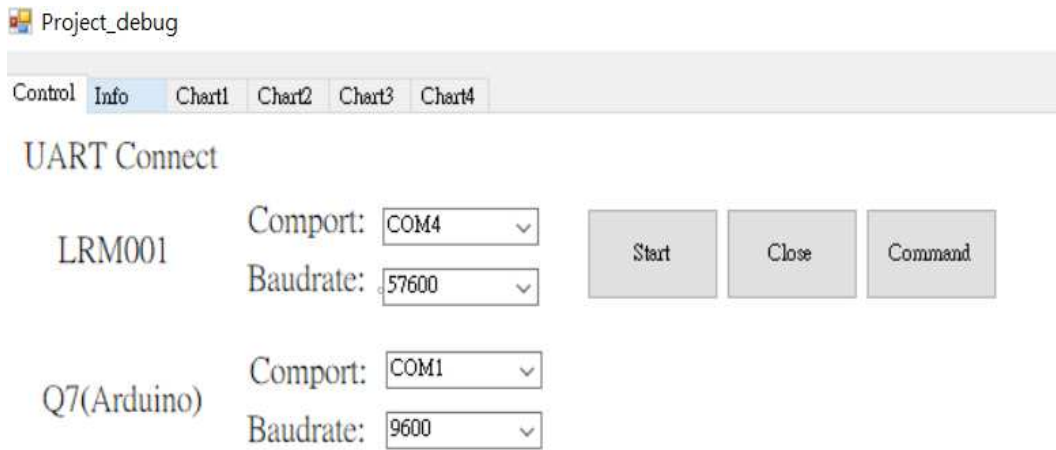 Project_debug
Control Info Chart1 Chart2 Chart3 Chart4
UART Connect
LRM001
Comport: COM4
Baudrate: 57600
Start Close Command
Q7(Arduino)
Comport: COM1
Baudrate: 9600